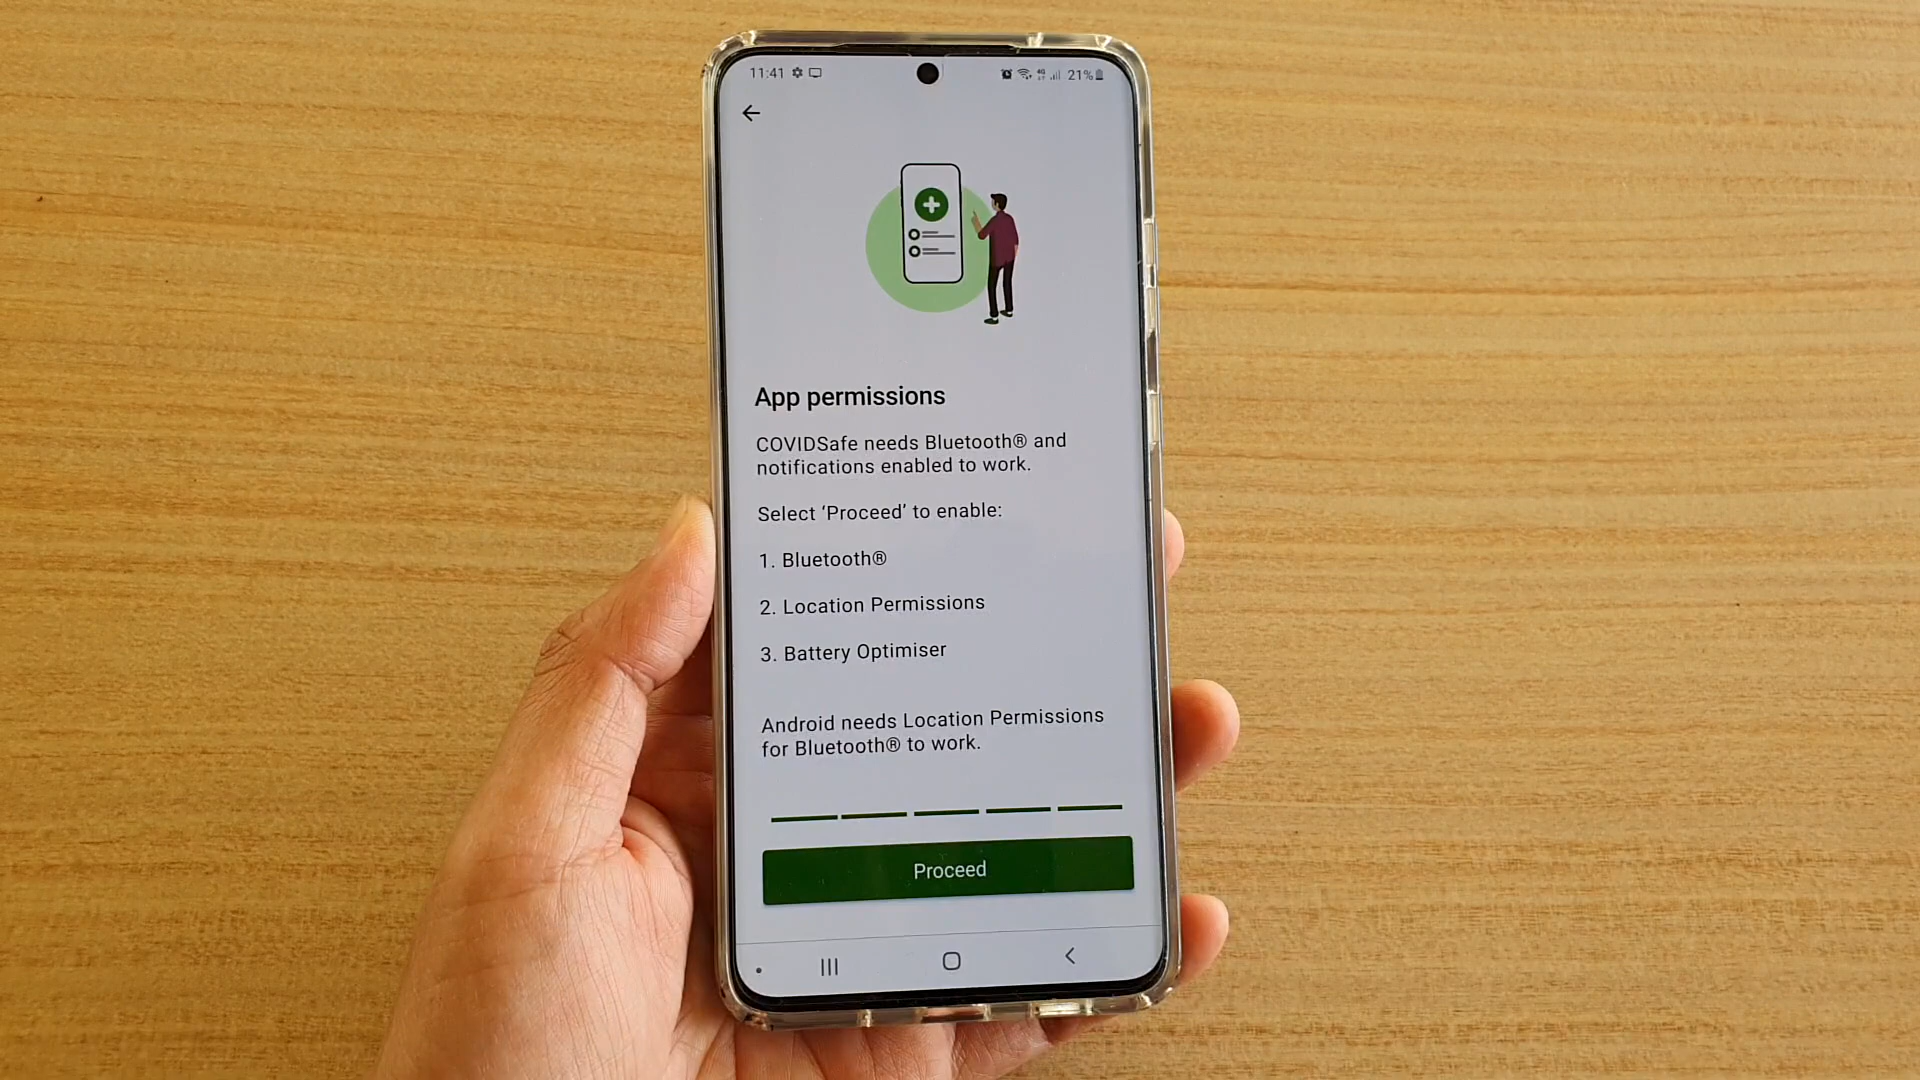 11:41
4G
21%
App permissions
COVIDSafe needs Bluetooth® and
notifications enabled to work.
Select ‘Proceed’ to enable:
1. Bluetooth®
2. Location Permissions
3. Battery Optimiser
Android needs Location Permissions
for Bluetooth® to work.
Proceed